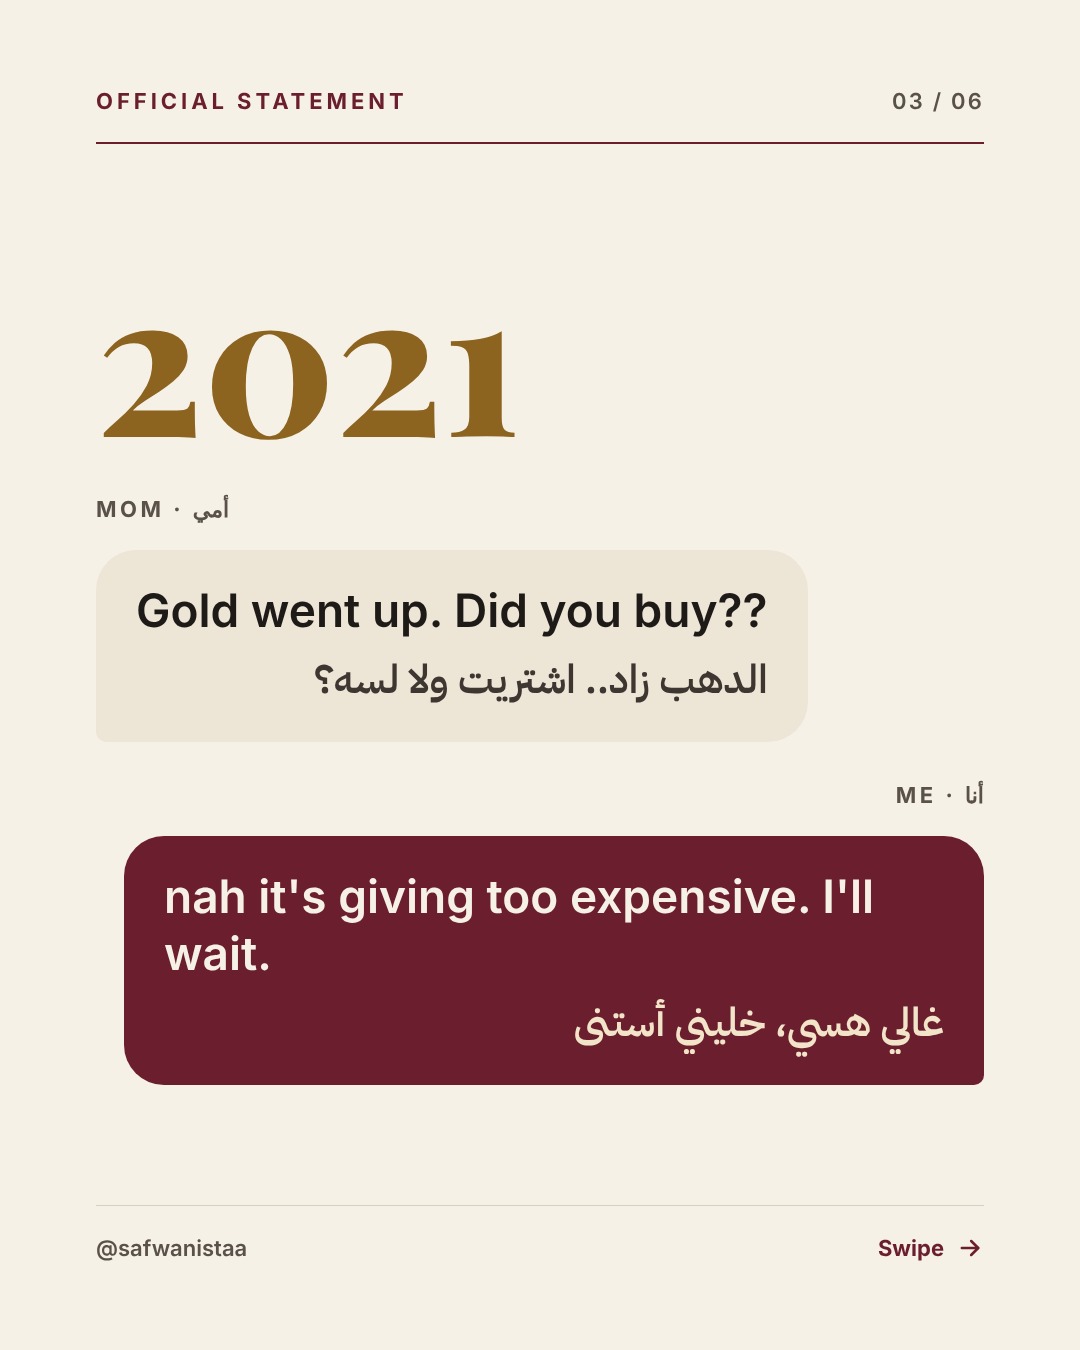 OFFICIAL STATEMENT
03 / 06
2021
MOM · أمي
Gold went up. Did you buy??
الدهب زاد.. اشتريت ولا لسه؟
ME · أنا
nah it's giving too expensive. I'll
wait.
غالي هسي، خليني أستنى
@safwanistaa
Swipe →